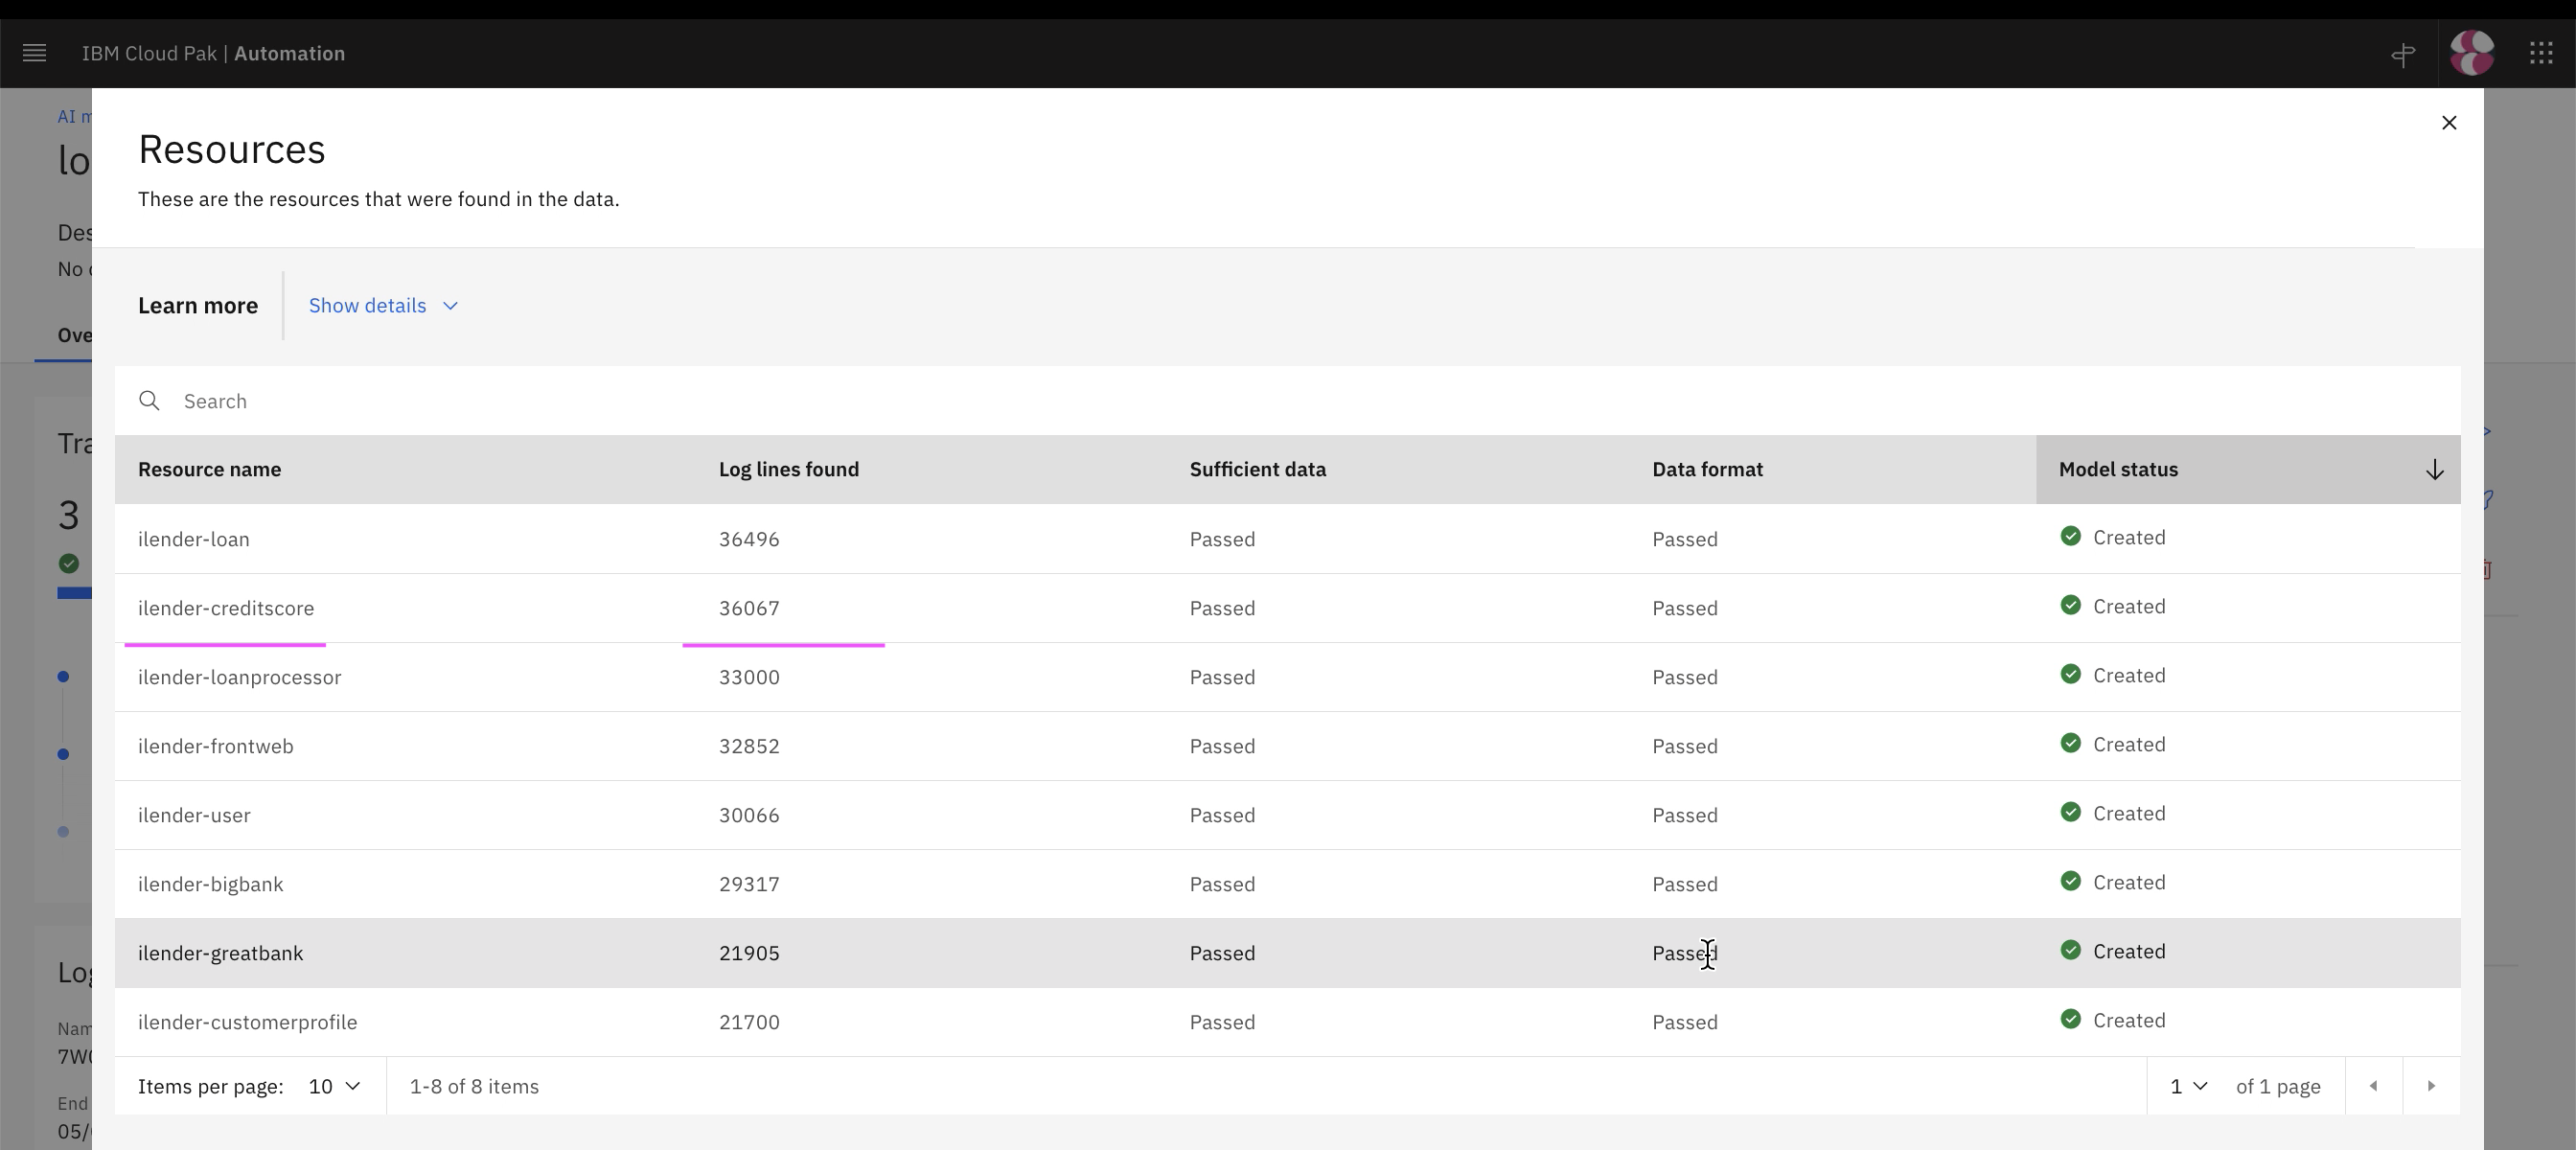 IBM Cloud Pak | Automation
AI m
lo
Des
No
Ove
Tra
3
Log
Nam
End
05/
Resources
These are the resources that were found in the data.
Learn more
Show details
Search
Resource name Log lines found Sufficient data Data format Model status
ilender-loan 36496 Passed Passed Created
ilender-creditscore 36067 Passed Passed Created
ilender-loanprocessor 33000 Passed Passed Created
ilender-frontweb 32852 Passed Passed Created
ilender-user 30066 Passed Passed Created
ilender-bigbank 29317 Passed Passed Created
ilender-greatbank 21905 Passed Passed Created
ilender-customerprofile 21700 Passed Passed Created
Items per page: 10 1-8 of 8 items 1 of 1 page